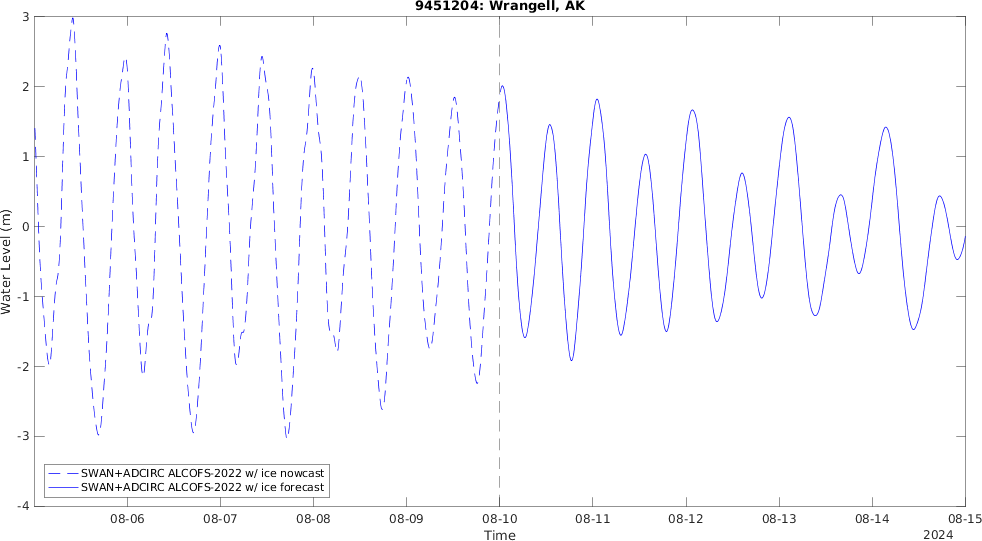 9451204: Wrangell, AK
3
2
1
0
-1
-2
-3
-4
Water Level (m)
SWAN+ADCIRC ALCOFS-2022 w/ ice nowcast
SWAN+ADCIRC ALCOFS-2022 w/ ice forecast
08-06 08-07 08-08 08-09 08-10 08-11 08-12 08-13 08-14 08-15
Time
2024